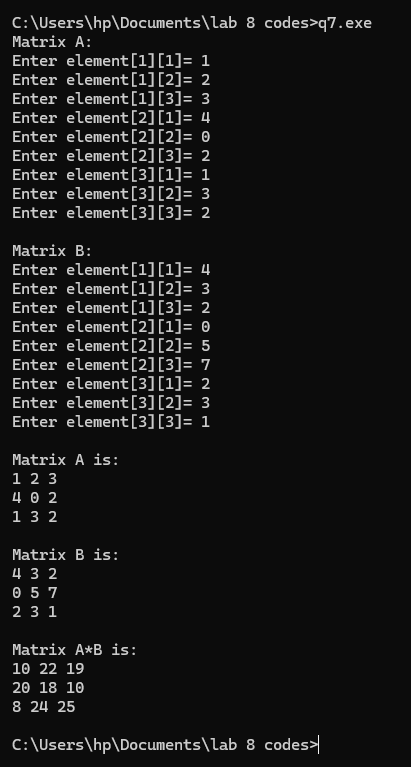 C:\Users\hp\Documents\lab 8 codes>q7.exe
Matrix A:
Enter element[1][1]= 1
Enter element[1][2]= 2
Enter element[1][3]= 3
Enter element[2][1]= 4
Enter element[2][2]= 0
Enter element[2][3]= 2
Enter element[3][1]= 1
Enter element[3][2]= 3
Enter element[3][3]= 2
Matrix B:
Enter element[1][1]= 4
Enter element[1][2]= 3
Enter element[1][3]= 2
Enter element[2][1]= 0
Enter element[2][2]= 5
Enter element[2][3]= 7
Enter element[3][1]= 2
Enter element[3][2]= 3
Enter element[3][3]= 1
Matrix A is:
1 2 3
4 0 2
1 3 2
Matrix B is:
4 3 2
0 5 7
2 3 1
Matrix A*B is:
10 22 19
20 18 10
8 24 25
C:\Users\hp\Documents\lab 8 codes>